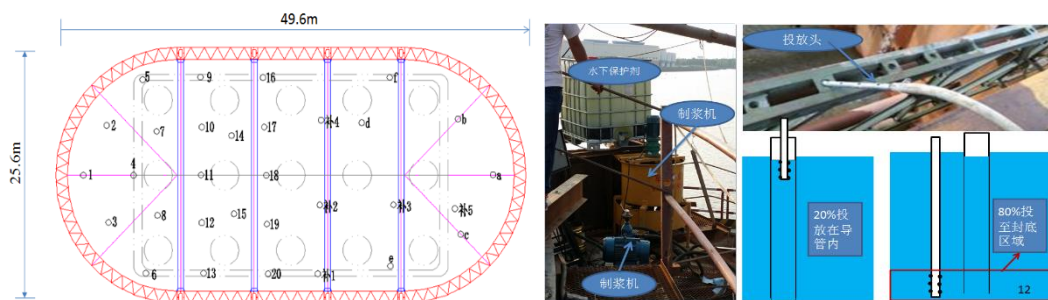 49.6m
25.6m
5
9
16
f
2
7
10
14
17
补4
d
b
1
4
11
18
a
3
8
12
15
19
补2
补3
补5
c
6
13
20
补1
e
水下保护剂
制浆机
制浆机
投放头
20%投
放在导
管内
80%投
至封底
区域
12